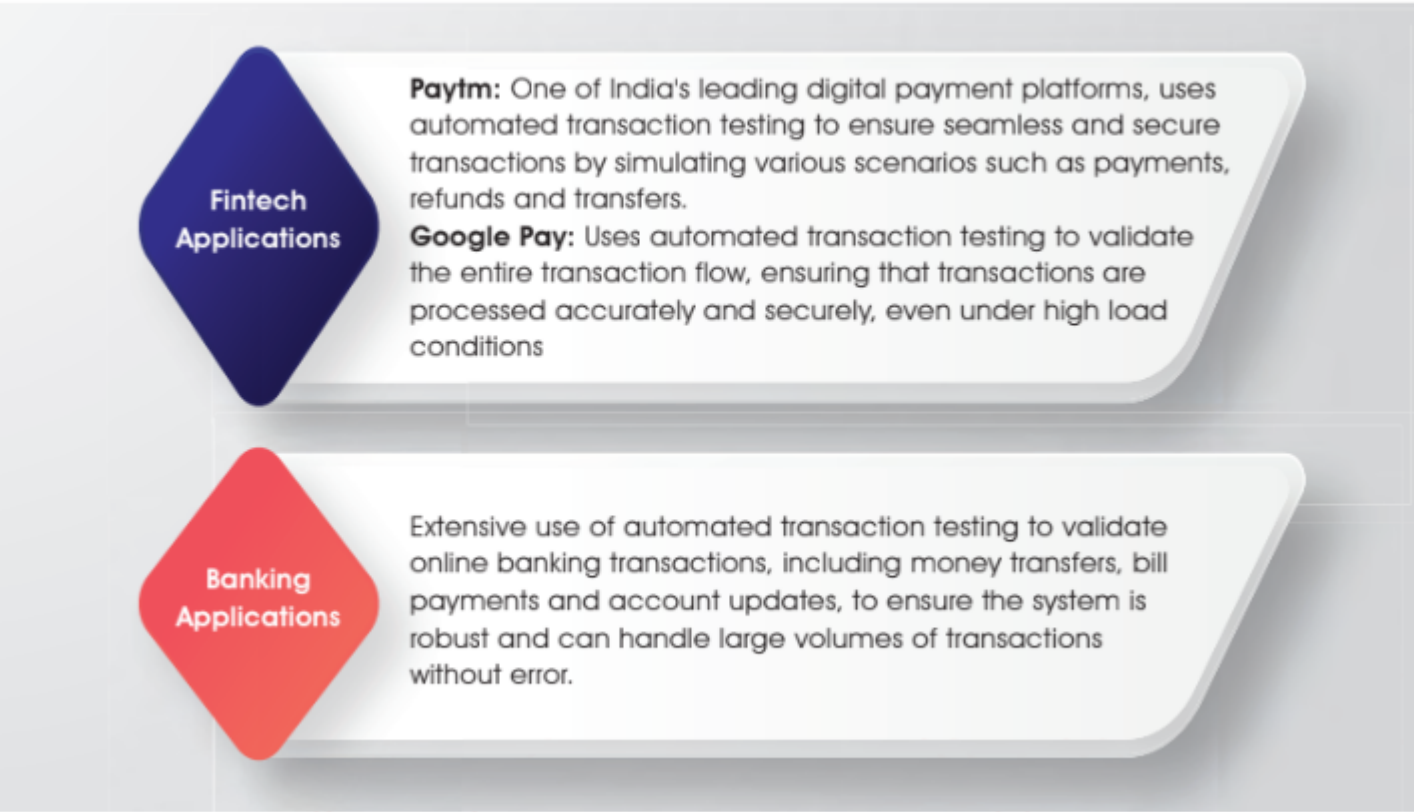 Fintech
Applications
Paytm: One of India's leading digital payment platforms, uses
automated transaction testing to ensure seamless and secure
transactions by simulating various scenarios such as payments,
refunds and transfers.
Google Pay: Uses automated transaction testing to validate
the entire transaction flow, ensuring that transactions are
processed accurately and securely, even under high load
conditions
Banking
Applications
Extensive use of automated transaction testing to validate
online banking transactions, including money transfers, bill
payments and account updates, to ensure the system is
robust and can handle large volumes of transactions
without error.